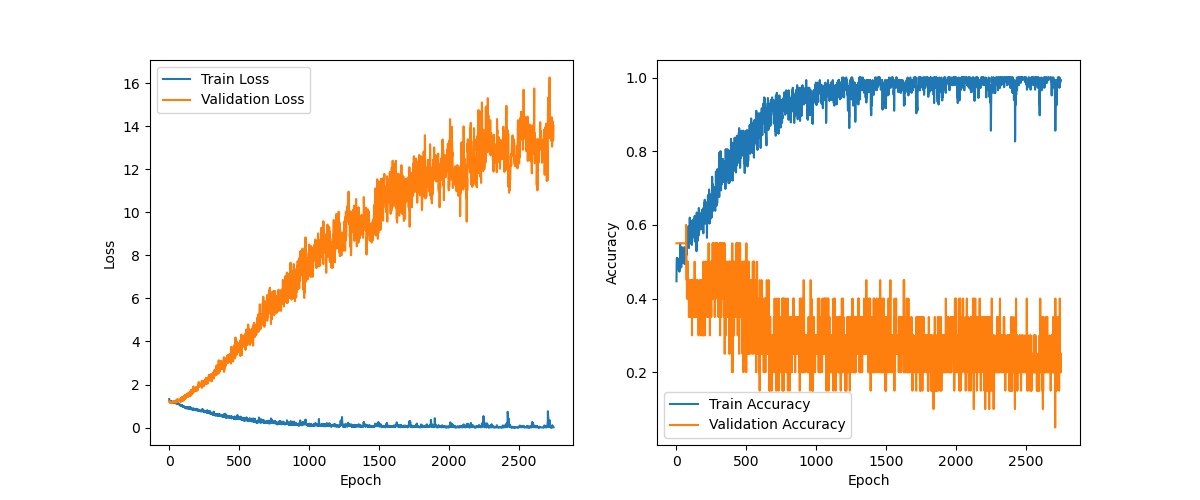 Train Loss
Validation Loss
16
14
12
10
8
6
4
2
0
Loss
0 500 1000 1500 2000 2500
Epoch
1.0
0.8
0.6
0.4
0.2
Accuracy
Train Accuracy
Validation Accuracy
0 500 1000 1500 2000 2500
Epoch